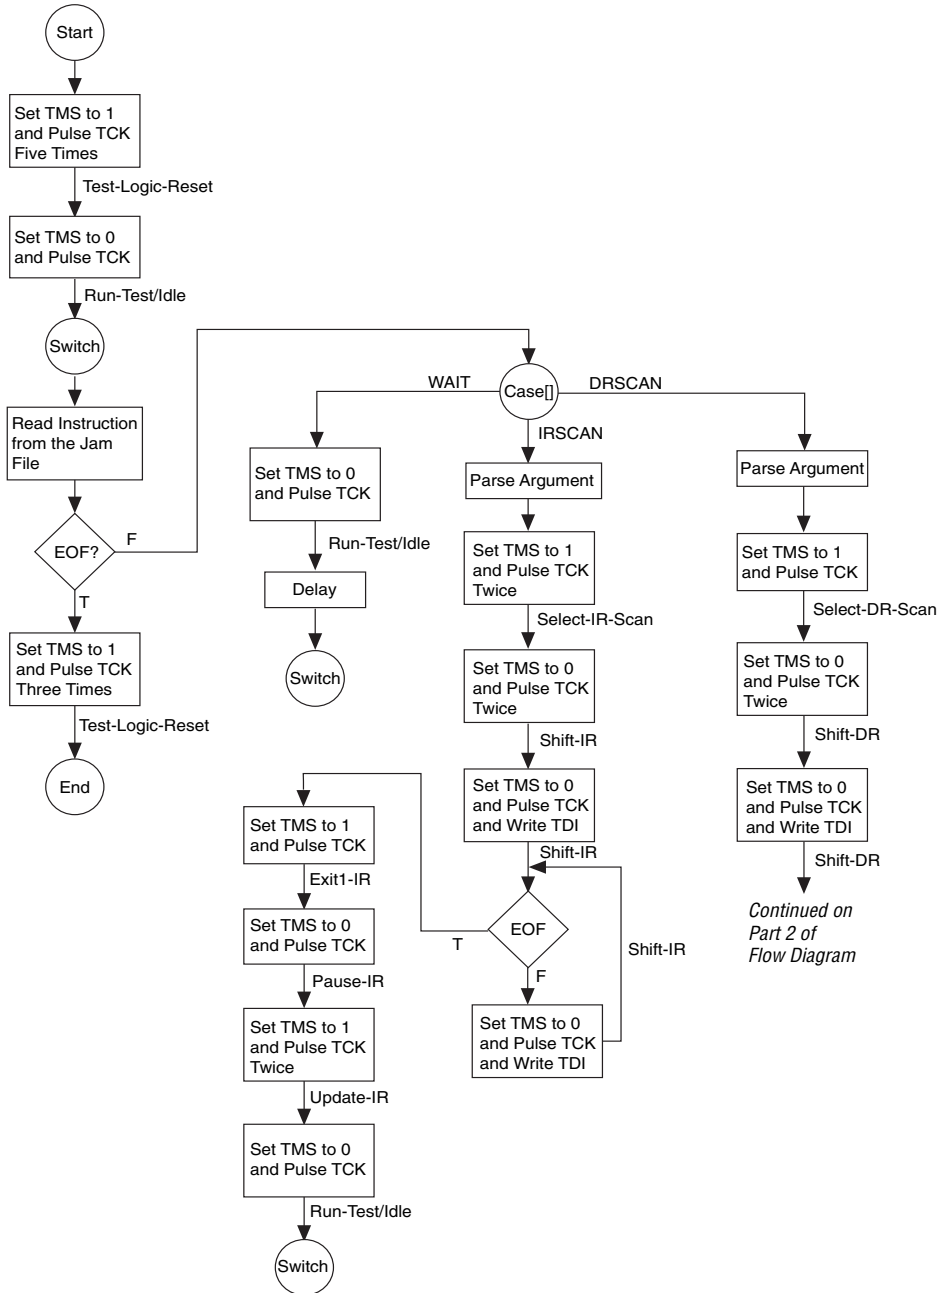 Start
Set TMS to 1
and Pulse TCK
Five Times
Test-Logic-Reset
Set TMS to 0
and Pulse TCK
Run-Test/Idle
Switch
Read Instruction
from the Jam
File
EOF?
F
T
Set TMS to 1
and Pulse TCK
Three Times
Test-Logic-Reset
End
Case[]
WAIT
Set TMS to 0
and Pulse TCK
Run-Test/Idle
Delay
Switch
IRSCAN
Parse Argument
Set TMS to 1
and Pulse TCK
Twice
Select-IR-Scan
Set TMS to 0
and Pulse TCK
Twice
Shift-IR
Set TMS to 0
and Pulse TCK
and Write TDI
Shift-IR
EOF
T
F
Set TMS to 0
and Pulse TCK
and Write TDI
Shift-IR
Set TMS to 1
and Pulse TCK
Exit1-IR
Set TMS to 0
and Pulse TCK
Pause-IR
Set TMS to 1
and Pulse TCK
Twice
Update-IR
Set TMS to 0
and Pulse TCK
Run-Test/Idle
Switch
DRSCAN
Parse Argument
Set TMS to 1
and Pulse TCK
Select-DR-Scan
Set TMS to 0
and Pulse TCK
Twice
Shift-DR
Set TMS to 0
and Pulse TCK
and Write TDI
Shift-DR
Continued on
Part 2 of
Flow Diagram